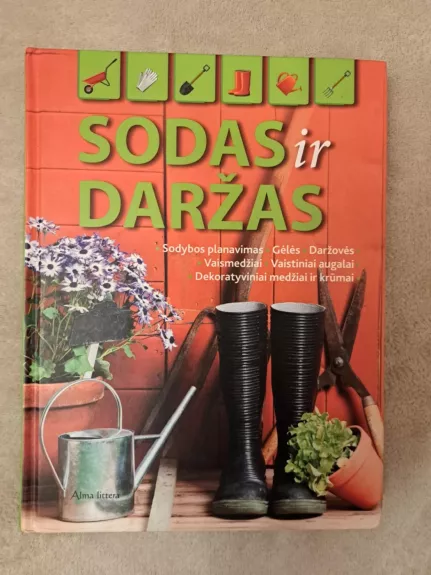 SODAS ir
DARŽAS
Sodybos planavimas Gėlės Daržovės
Vaismedžiai Vaistiniai augalai
Dekoratyviniai medžiai ir krūmai
Alma littera